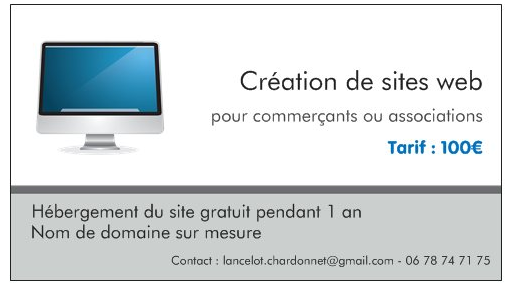 Création de sites web
pour commerçants ou associations
Tarif : 100€
Hébergement du site gratuit pendant 1 an
Nom de domaine sur mesure
Contact : lancelot.chardonnet@gmail.com - 06 78 74 71 75